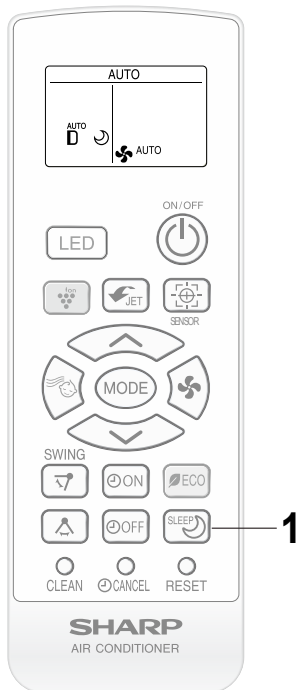 AUTO
AUTO
D
AUTO
ON/OFF
LED
ion
JET
SENSOR
MODE
SWING
ON
ECO
OFF
SLEEP
1
CLEAN
CANCEL
RESET
SHARP
AIR CONDITIONER